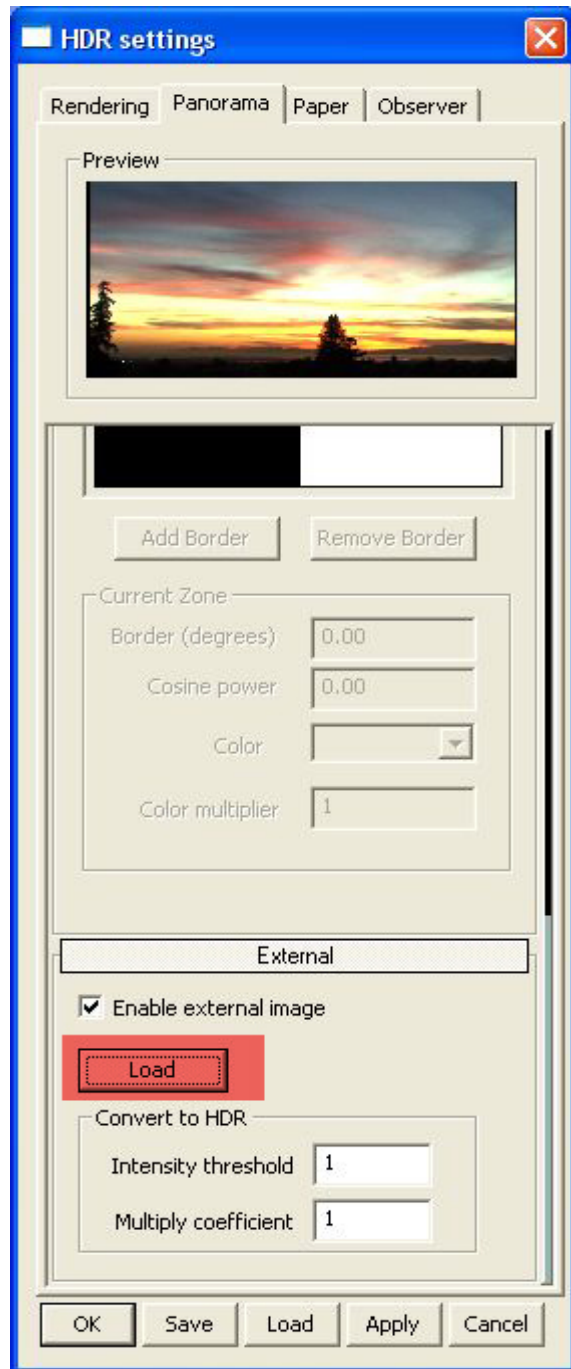 HDR settings
Rendering Panorama Paper Observer
Preview
Add Border Remove Border
Current Zone
Border (degrees) 0.00
Cosine power 0.00
Color
Color multiplier 1
External
Enable external image
Load
Convert to HDR
Intensity threshold 1
Multiply coefficient 1
OK Save Load Apply Cancel